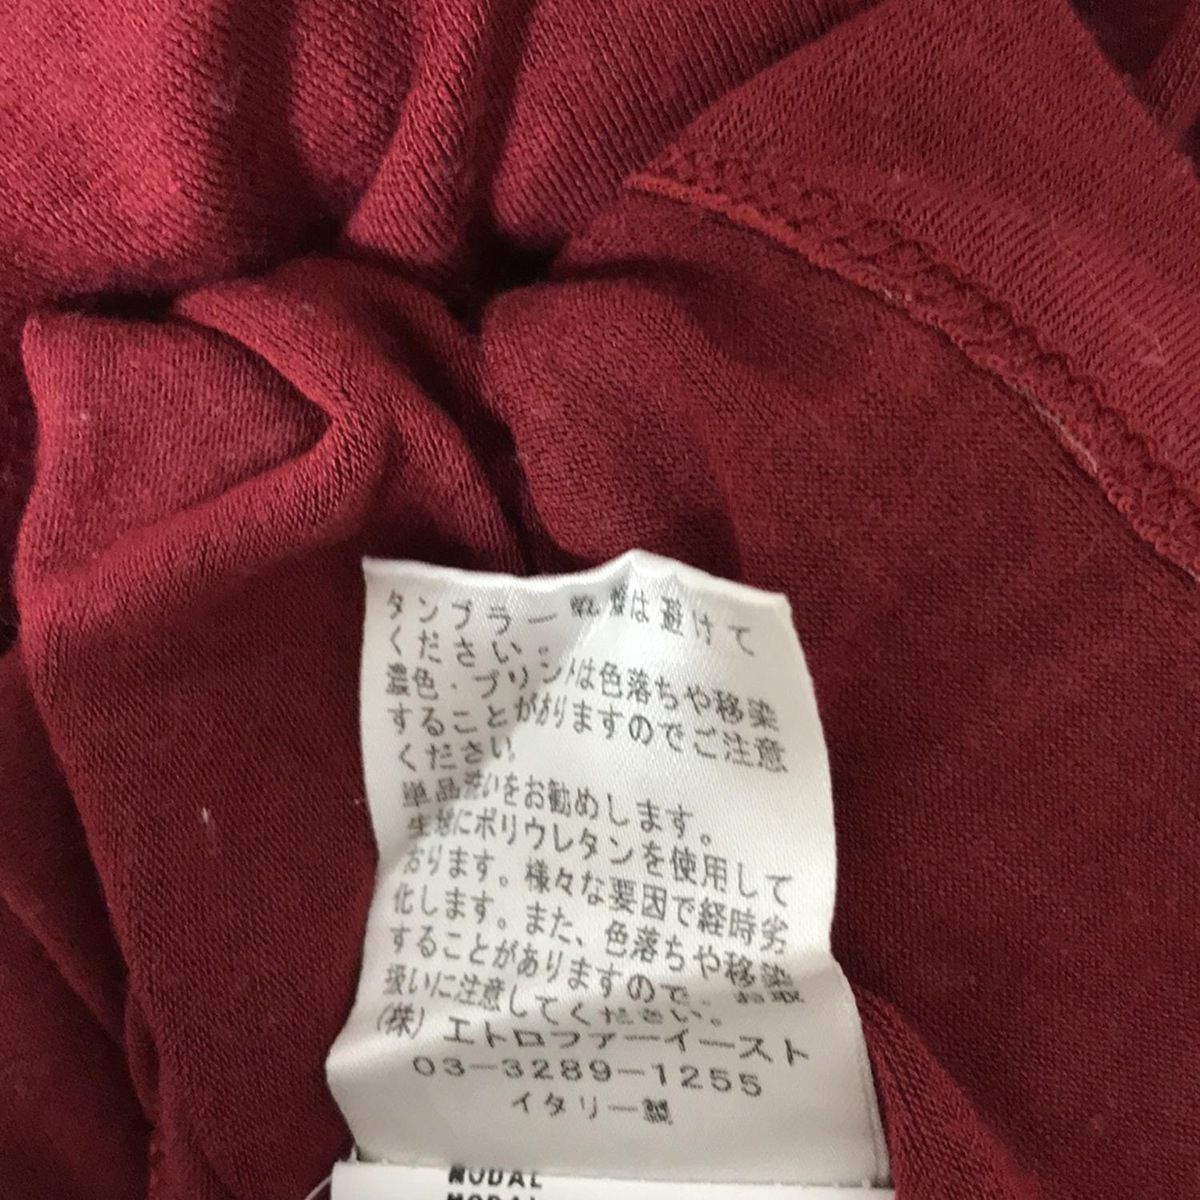 タンブラー乾燥は避けて
ください。
濃色・プリントは色落ちや移染
することがありますのでご注意
ください。
単品洗いをお勧めします。
生地にポリウレタンを使用して
おります。様々な要因で経時劣
化します。また、色落ちや移染
することがありますので、お取
扱いに注意してください。
(株)エトロファーイースト
03-3289-1255
イタリー製
MODAL
MODAL